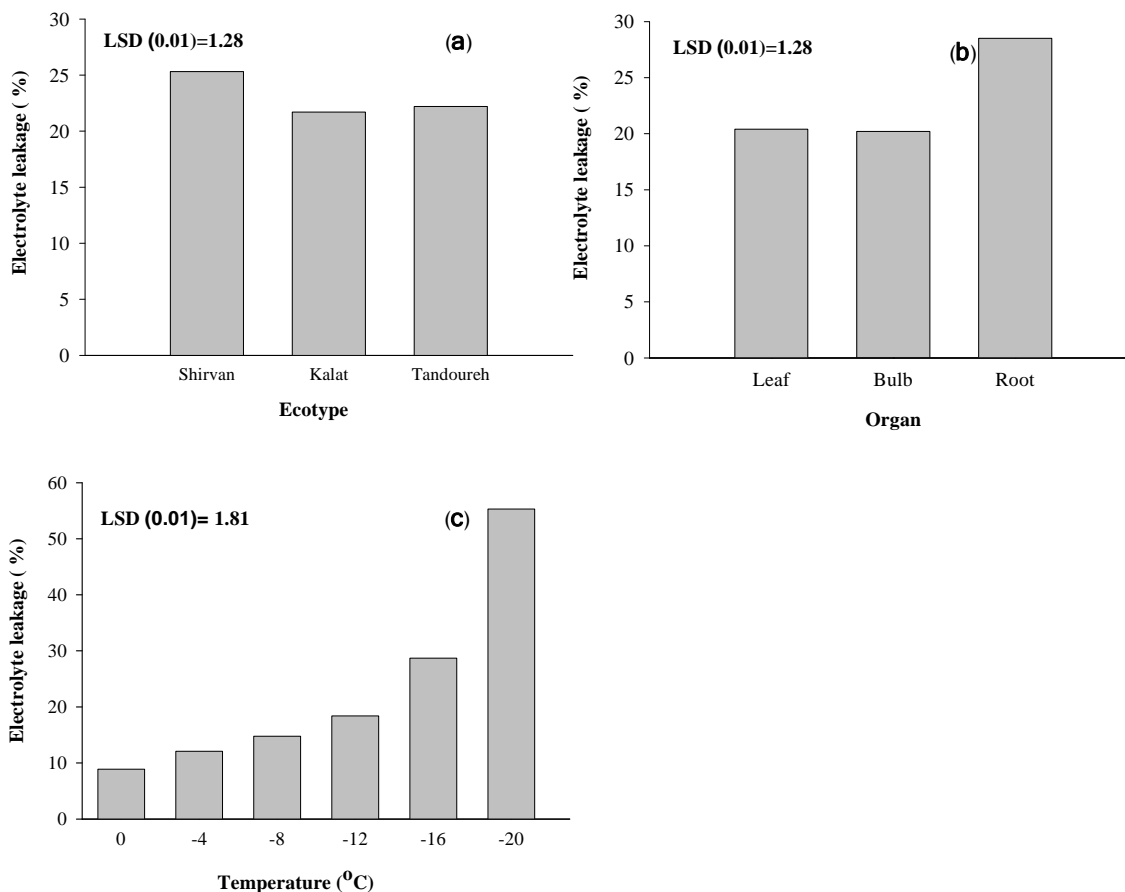 LSD (0.01)=1.28
(a)
Electrolyte leakage ( %)
30
25
20
15
10
5
0
Shirvan Kalat Tandoureh
Ecotype
LSD (0.01)=1.28
(b)
Electrolyte leakage ( %)
30
25
20
15
10
5
0
Leaf Bulb Root
Organ
LSD (0.01)= 1.81
(c)
Electrolyte leakage ( %)
60
50
40
30
20
10
0
0 -4 -8 -12 -16 -20
Temperature (ºC)